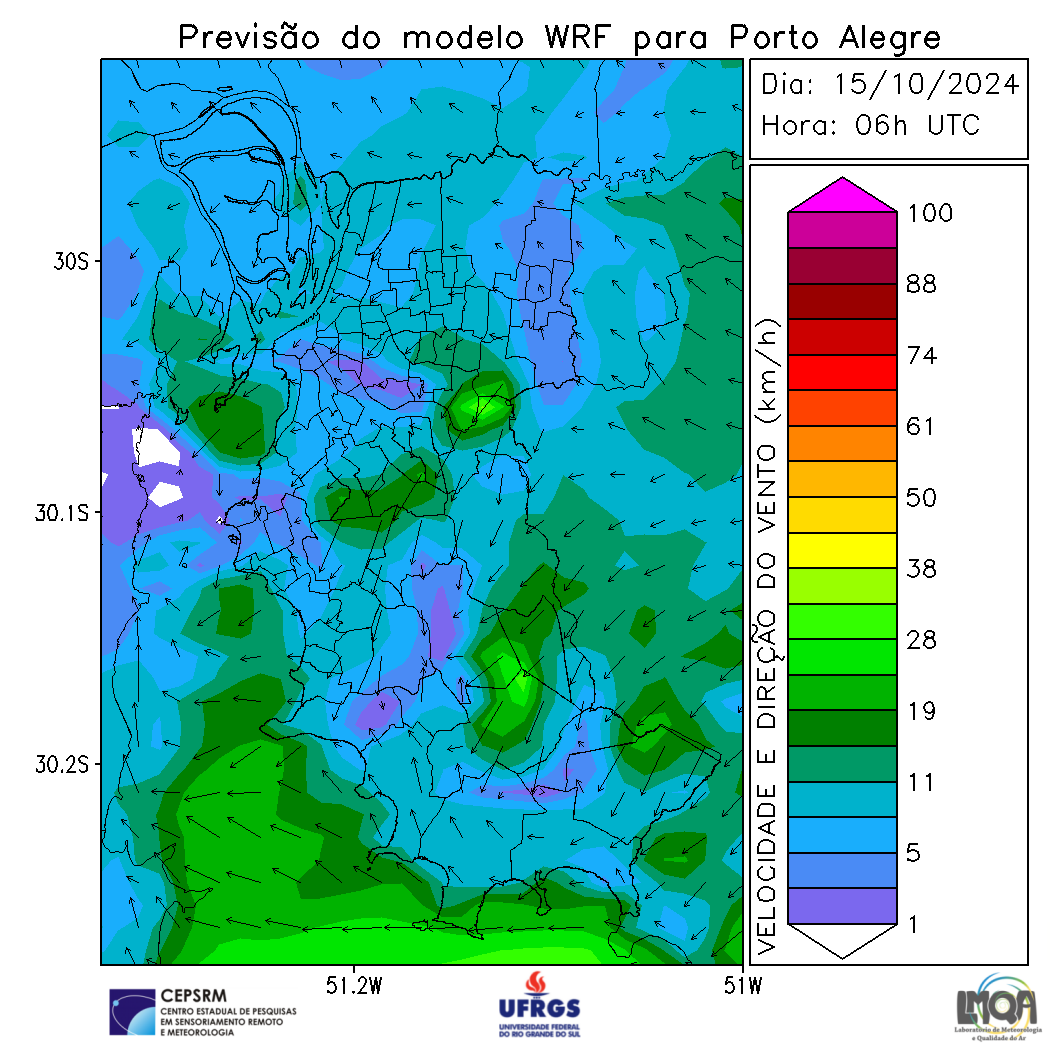 Previsão do modelo WRF para Porto Alegre
Dia: 15/10/2024
Hora: 06h UTC
30S
30.1S
30.2S
51.2W
51W
100
88
74
61
50
38
28
19
11
5
1
VELOCIDADE E DIREÇÃO DO VENTO (km/h)
CEPSRM
CENTRO ESTADUAL DE PESQUISAS
EM SENSORIAMENTO REMOTO
E METEOROLOGIA
UFRGS
UNIVERSIDADE FEDERAL
DO RIO GRANDE DO SUL
LMQA
Laboratório de Meteorologia
e Qualidade do Ar